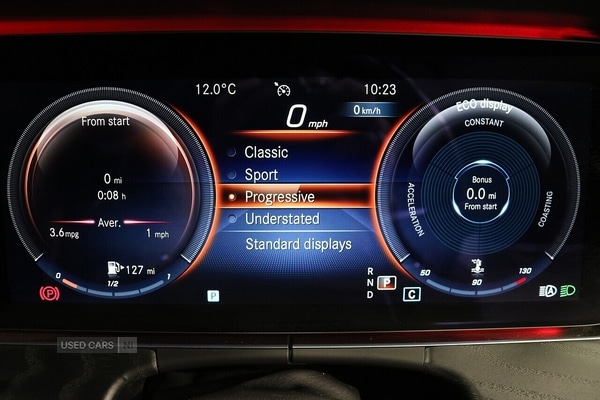 12.0°C
10:23
0 mph
0 km/h
From start
0 mi
0:08 h
Aver.
3.6mpg
1 mph
127 mi
0
1/2
1
Classic
Sport
Progressive
Understated
Standard displays
ECO display
CONSTANT
ACCELERATION
COASTING
Bonus
0.0 mi
From start
50
90
130
(P)
P
R
N
D
P
C
A
USED CARS NI